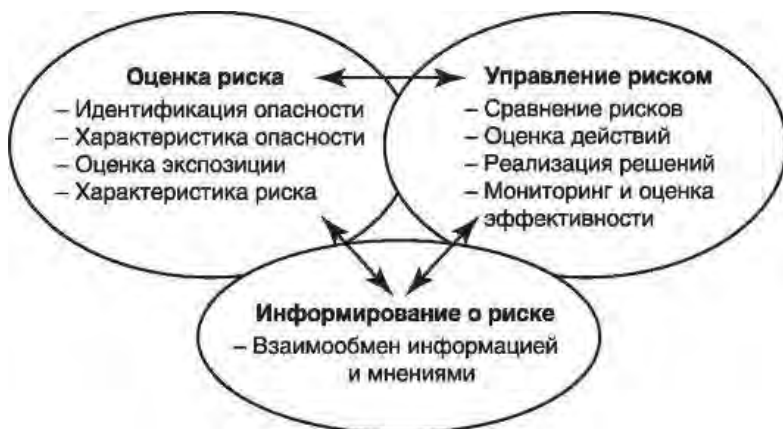 Оценка риска
– Идентификация опасности
– Характеристика опасности
– Оценка экспозиции
– Характеристика риска
Управление риском
– Сравнение рисков
– Оценка действий
– Реализация решений
– Мониторинг и оценка
эффективности
Информирование о риске
– Взаимообмен информацией
и мнениями